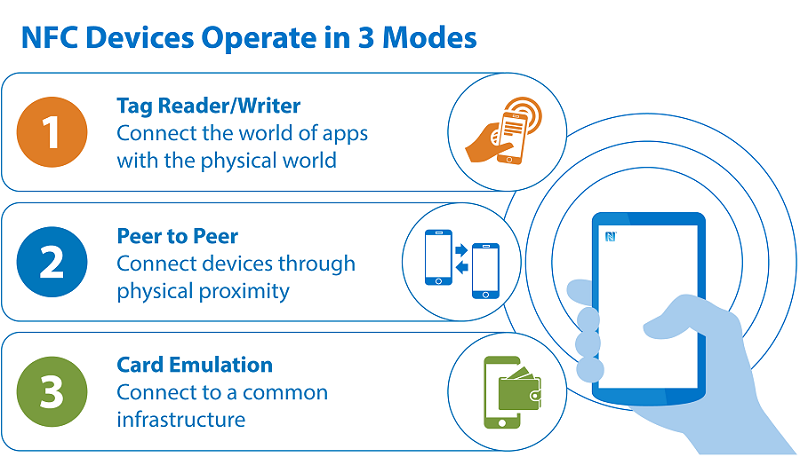 NFC Devices Operate in 3 Modes
1
Tag Reader/Writer
Connect the world of apps
with the physical world
2
Peer to Peer
Connect devices through
physical proximity
3
Card Emulation
Connect to a common
infrastructure